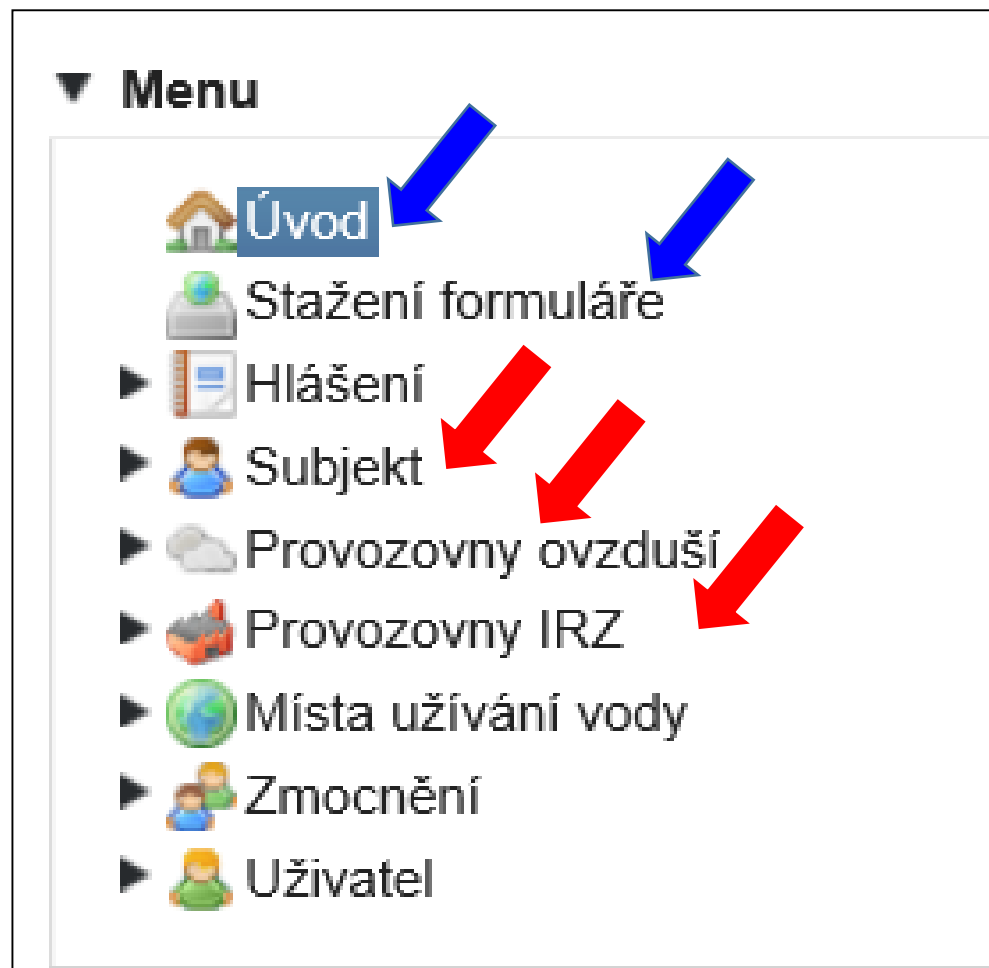 Menu
Úvod
Stažení formuláře
Hlášení
Subjekt
Provozovny ovzduší
Provozovny IRZ
Místa užívání vody
Zmocnění
Uživatel